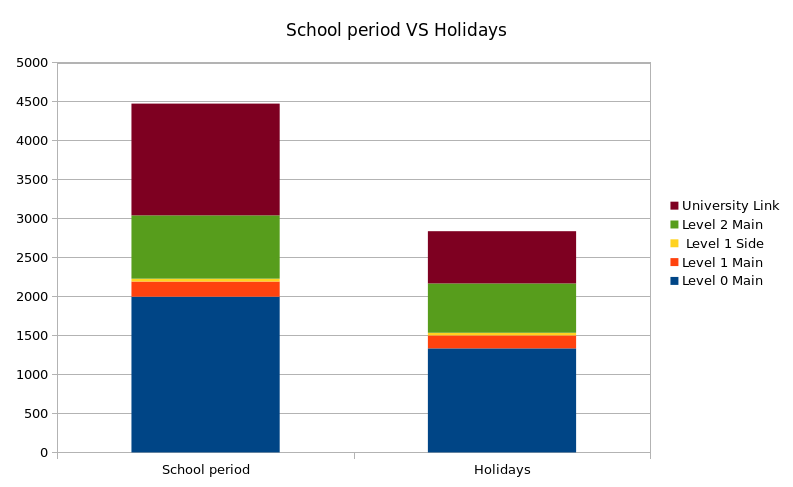 School period VS Holidays
5000
4500
4000
3500
3000
2500
2000
1500
1000
500
0
School period
Holidays
University Link
Level 2 Main
Level 1 Side
Level 1 Main
Level 0 Main